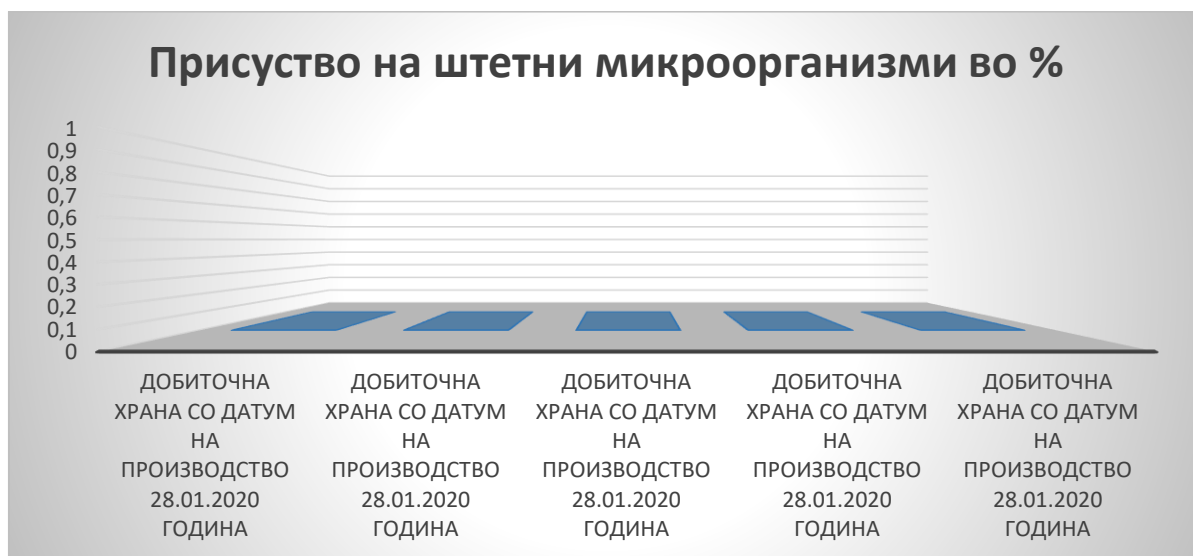 Присуство на штетни микроорганизми во %
1
0,9
0,8
0,7
0,6
0,5
0,4
0,3
0,2
0,1
0
ДОБИТОЧНА
ХРАНА СО ДАТУМ
НА
ПРОИЗВОДСТВО
28.01.2020
ГОДИНА
ДОБИТОЧНА
ХРАНА СО ДАТУМ
НА
ПРОИЗВОДСТВО
28.01.2020
ГОДИНА
ДОБИТОЧНА
ХРАНА СО ДАТУМ
НА
ПРОИЗВОДСТВО
28.01.2020
ГОДИНА
ДОБИТОЧНА
ХРАНА СО ДАТУМ
НА
ПРОИЗВОДСТВО
28.01.2020
ГОДИНА
ДОБИТОЧНА
ХРАНА СО ДАТУМ
НА
ПРОИЗВОДСТВО
28.01.2020
ГОДИНА